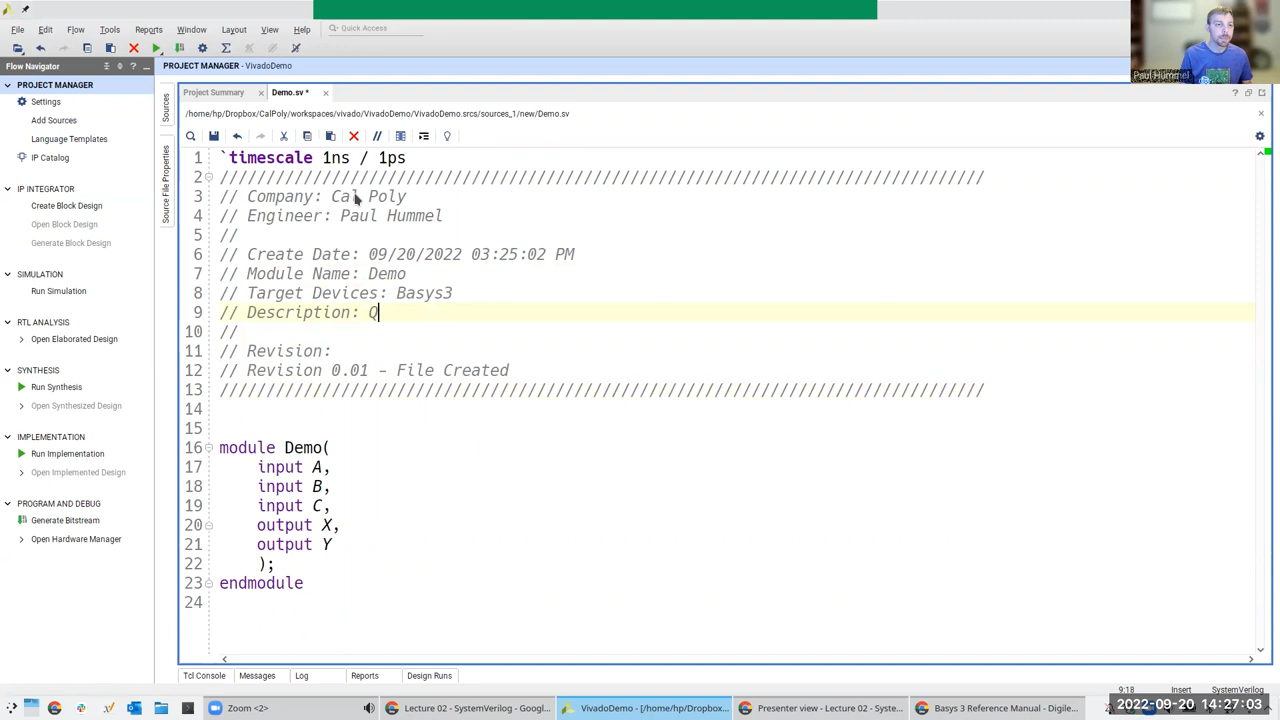 File Edit Flow Tools Reports Window Layout View Help Quick Access
Flow Navigator
PROJECT MANAGER - VivadoDemo
Paul Hummel
PROJECT MANAGER
Settings
Add Sources
Language Templates
IP Catalog
IP INTEGRATOR
Create Block Design
Open Block Design
Generate Block Design
SIMULATION
Run Simulation
RTL ANALYSIS
Open Elaborated Design
SYNTHESIS
Run Synthesis
Open Synthesized Design
IMPLEMENTATION
Run Implementation
Open Implemented Design
PROGRAM AND DEBUG
Generate Bitstream
Open Hardware Manager
Sources
Source File Properties
Project Summary Demo.sv *
/home/hp/Dropbox/CalPoly/workspaces/vivado/VivadoDemo/VivadoDemo.srcs/sources_1/new/Demo.sv
1 `timescale 1ns / 1ps
2 //////////////////////////////////////////////////////////////////////////////////
3 // Company: Cal Poly
4 // Engineer: Paul Hummel
5 //
6 // Create Date: 09/20/2022 03:25:02 PM
7 // Module Name: Demo
8 // Target Devices: Basys3
9 // Description: Q
10 //
11 // Revision:
12 // Revision 0.01 - File Created
13 //////////////////////////////////////////////////////////////////////////////////
14
15
16 module Demo(
17 input A,
18 input B,
19 input C,
20 output X,
21 output Y
22 );
23 endmodule
24
Tcl Console Messages Log Reports Design Runs
9:18 Insert SystemVerilog
Zoom <2> Lecture 02 - SystemVerilog - Google... VivadoDemo - [/home/hp/Dropbox... Presenter view - Lecture 02 - System... Basys 3 Reference Manual - Digile...
2022-09-20 14:27:03